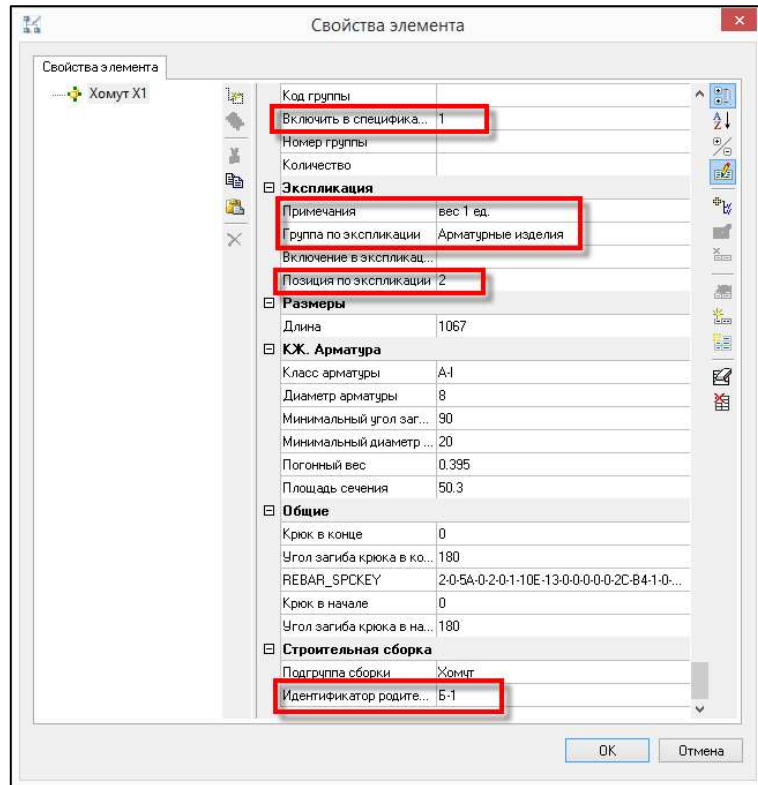 Свойства элемента
Свойства элемента
Хомут Х1
Код группы
Включить в специфика... 1
Номер группы
Количество
Экспликация
Примечания вес 1 ед.
Группа по экспликации Арматурные изделия
Включение в экспликац...
Позиция по экспликации 2
Размеры
Длина 1067
КЖ. Арматура
Класс арматуры A-I
Диаметр арматуры 8
Минимальный угол заг... 90
Минимальный диаметр ... 20
Погонный вес 0.395
Площадь сечения 50.3
Общие
Крюк в конце 0
Угол загиба крюка в ко... 180
REBAR_SPCKEY 2-0-5A-0-2-0-1-10E-13-0-0-0-0-0-2C-B4-1-0-...
Крюк в начале 0
Угол загиба крюка в на... 180
Строительная сборка
Подгруппа сборки Хомут
Идентификатор родите... Б-1
OK Отмена